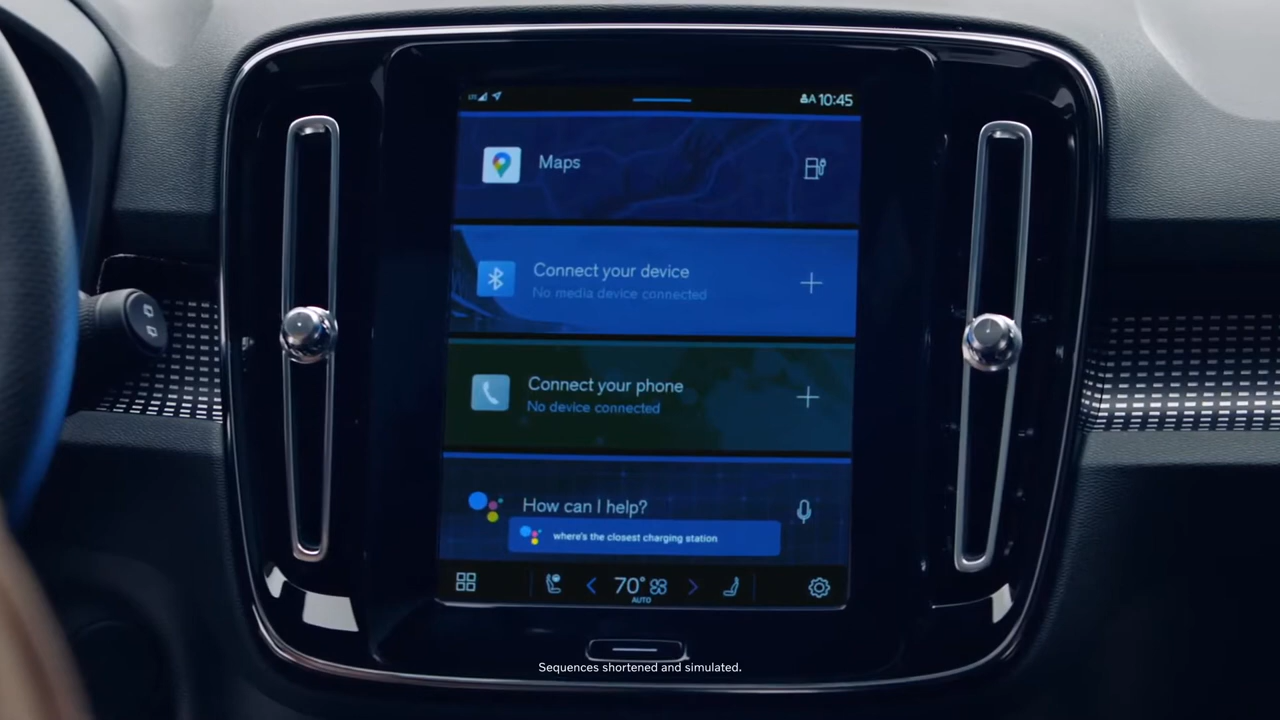 10:45
Maps
Connect your device
No media device connected
Connect your phone
No device connected
How can I help?
where's the closest charging station
70°
AUTO
Sequences shortened and simulated.